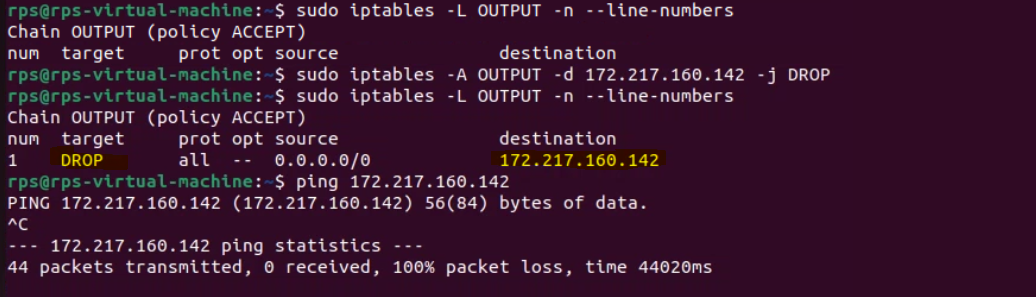 rps@rps-virtual-machine:~$ sudo iptables -L OUTPUT -n --line-numbers
Chain OUTPUT (policy ACCEPT)
num  target     prot opt source               destination
rps@rps-virtual-machine:~$ sudo iptables -A OUTPUT -d 172.217.160.142 -j DROP
rps@rps-virtual-machine:~$ sudo iptables -L OUTPUT -n --line-numbers
Chain OUTPUT (policy ACCEPT)
num  target     prot opt source               destination
1    DROP       all  --  0.0.0.0/0            172.217.160.142
rps@rps-virtual-machine:~$ ping 172.217.160.142
PING 172.217.160.142 (172.217.160.142) 56(84) bytes of data.
^C
--- 172.217.160.142 ping statistics ---
44 packets transmitted, 0 received, 100% packet loss, time 44020ms